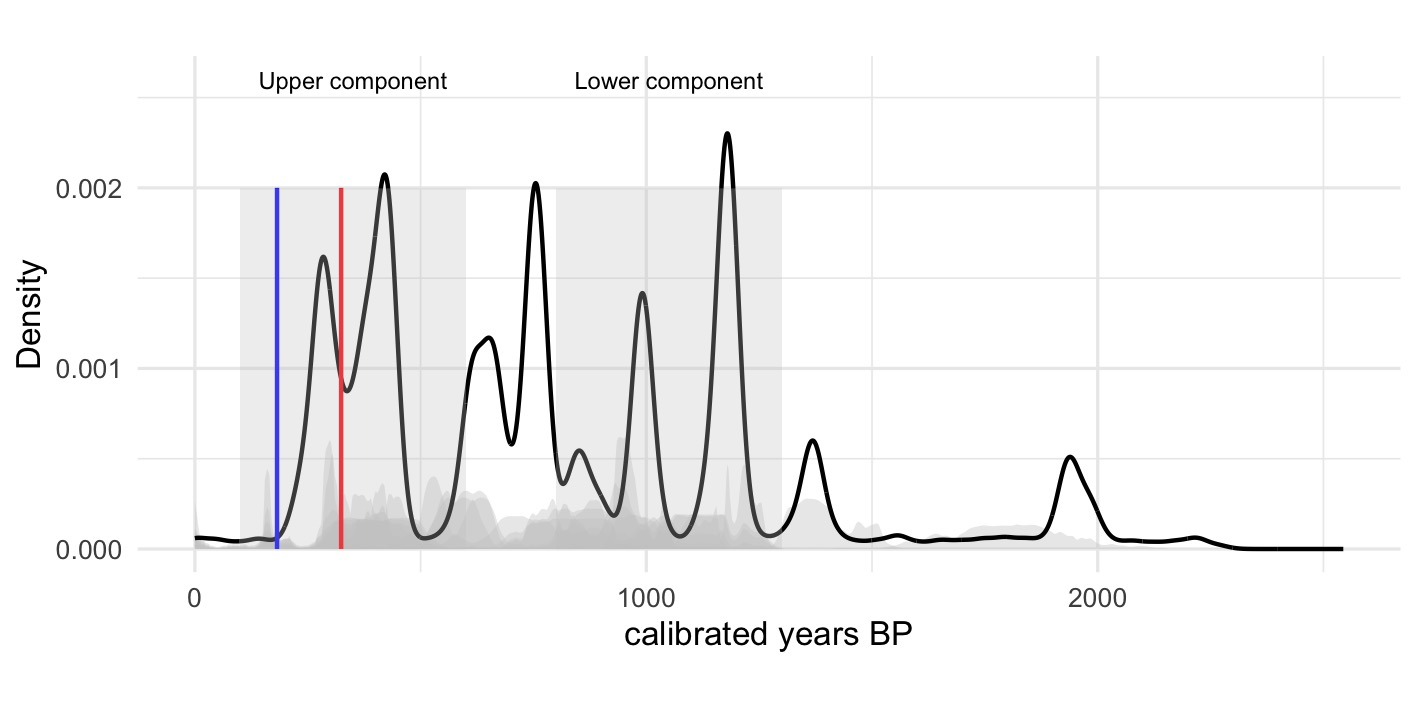 Upper component
Lower component
0.002
0.001
0.000
Density
0
1000
2000
calibrated years BP